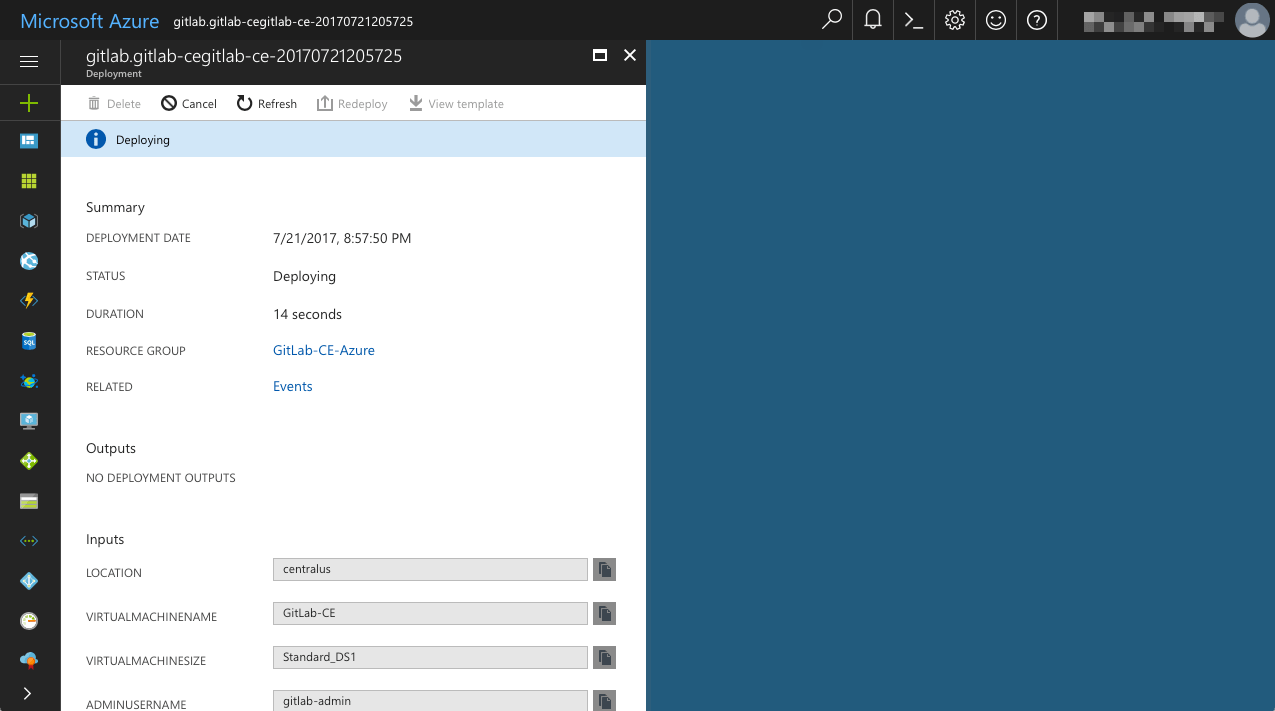 Microsoft Azure gitlab.gitlab-cegitlab-ce-20170721205725
gitlab.gitlab-cegitlab-ce-20170721205725
Deployment
Delete Cancel Refresh Redeploy View template
Deploying
Summary
DEPLOYMENT DATE 7/21/2017, 8:57:50 PM
STATUS Deploying
DURATION 14 seconds
RESOURCE GROUP GitLab-CE-Azure
RELATED Events
Outputs
NO DEPLOYMENT OUTPUTS
Inputs
LOCATION centralus
VIRTUALMACHINENAME GitLab-CE
VIRTUALMACHINESIZE Standard_DS1
ADMINUSERNAME gitlab-admin